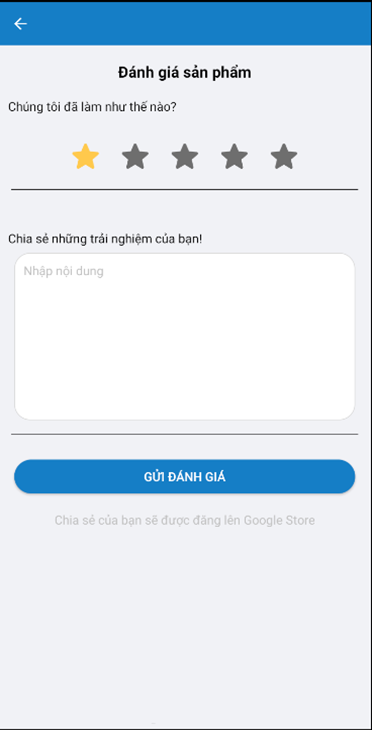 Đánh giá sản phẩm
Chúng tôi đã làm như thế nào?
Chia sẻ những trải nghiệm của bạn!
Nhập nội dung
GỬI ĐÁNH GIÁ
Chia sẻ của bạn sẽ được đăng lên Google Store